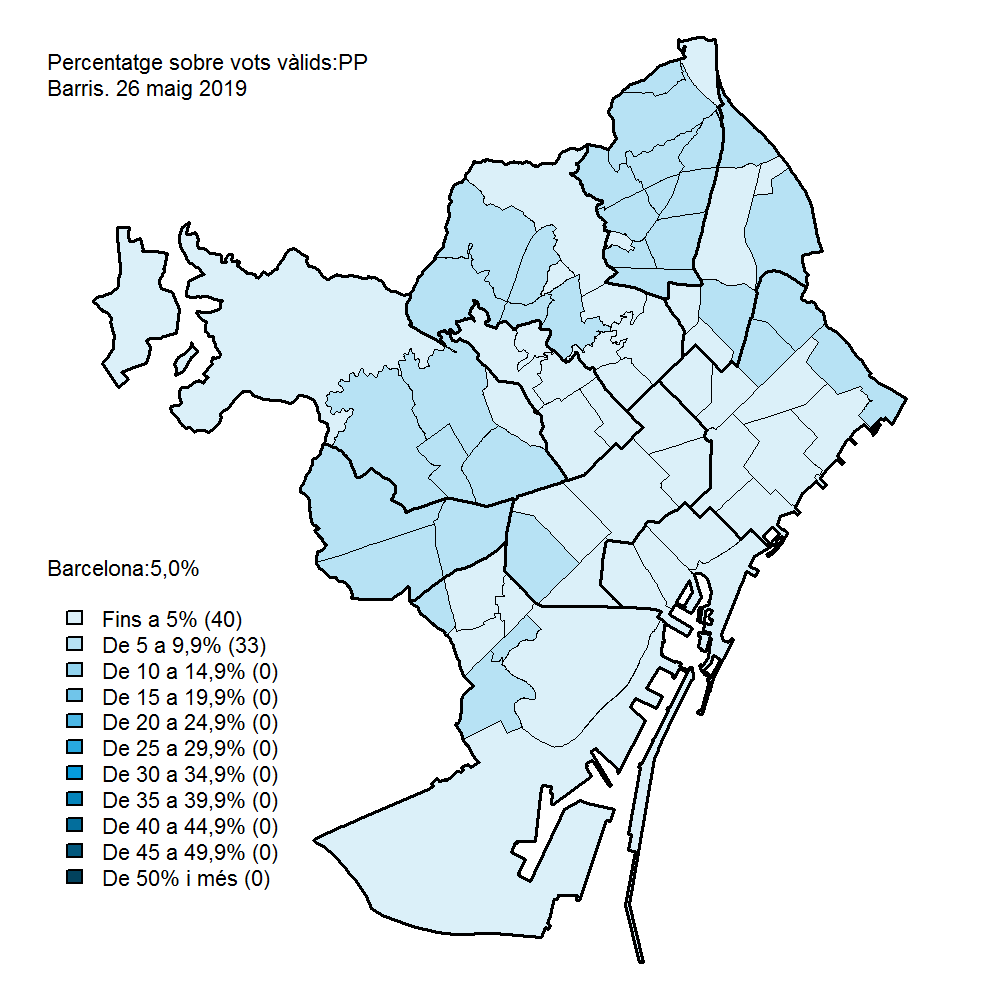 Percentatge sobre vots vàlids:PP
Barris. 26 maig 2019
Barcelona:5,0%
Fins a 5% (40)
De 5 a 9,9% (33)
De 10 a 14,9% (0)
De 15 a 19,9% (0)
De 20 a 24,9% (0)
De 25 a 29,9% (0)
De 30 a 34,9% (0)
De 35 a 39,9% (0)
De 40 a 44,9% (0)
De 45 a 49,9% (0)
De 50% i més (0)